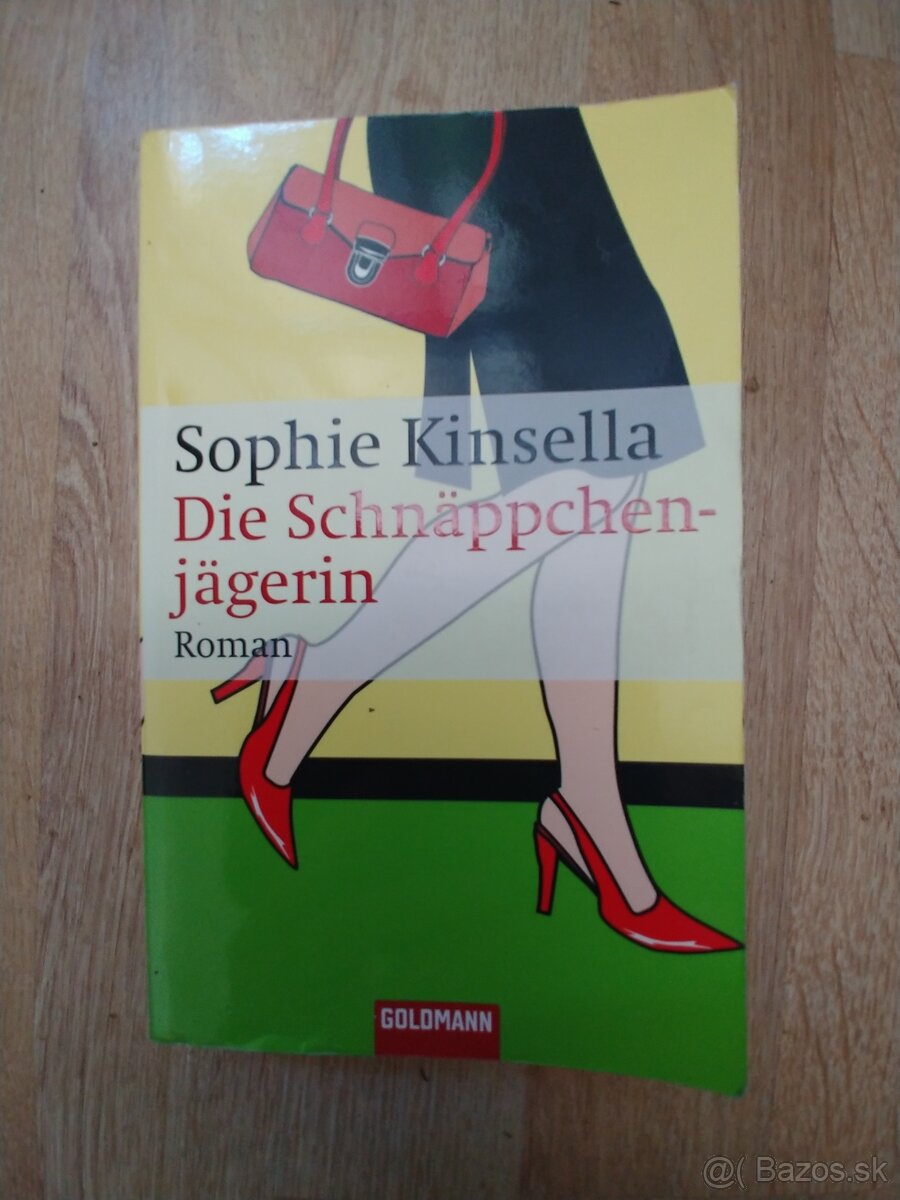 Sophie Kinsella
Die Schnäppchen-
jägerin
Roman
GOLDMANN
@( Bazos.sk